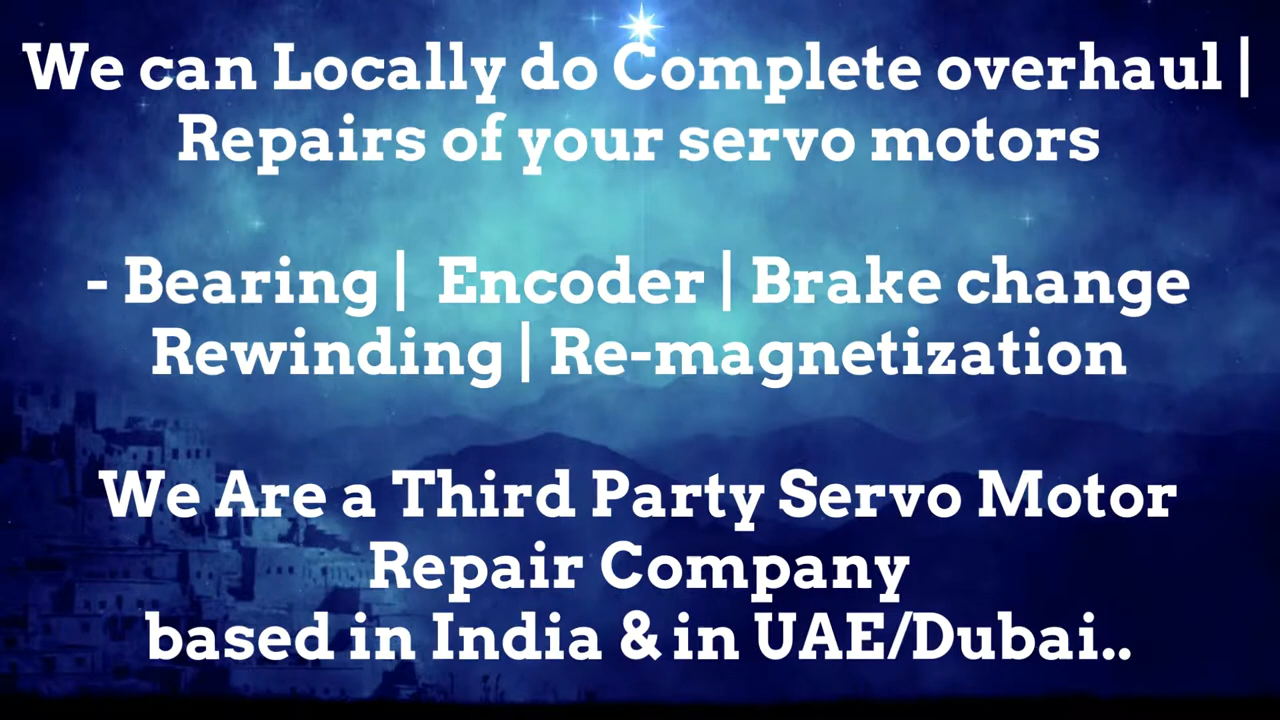 We can Locally do Complete overhaul |
Repairs of your servo motors
- Bearing |  Encoder | Brake change
Rewinding | Re-magnetization
We Are a Third Party Servo Motor
Repair Company
based in India & in UAE/Dubai..